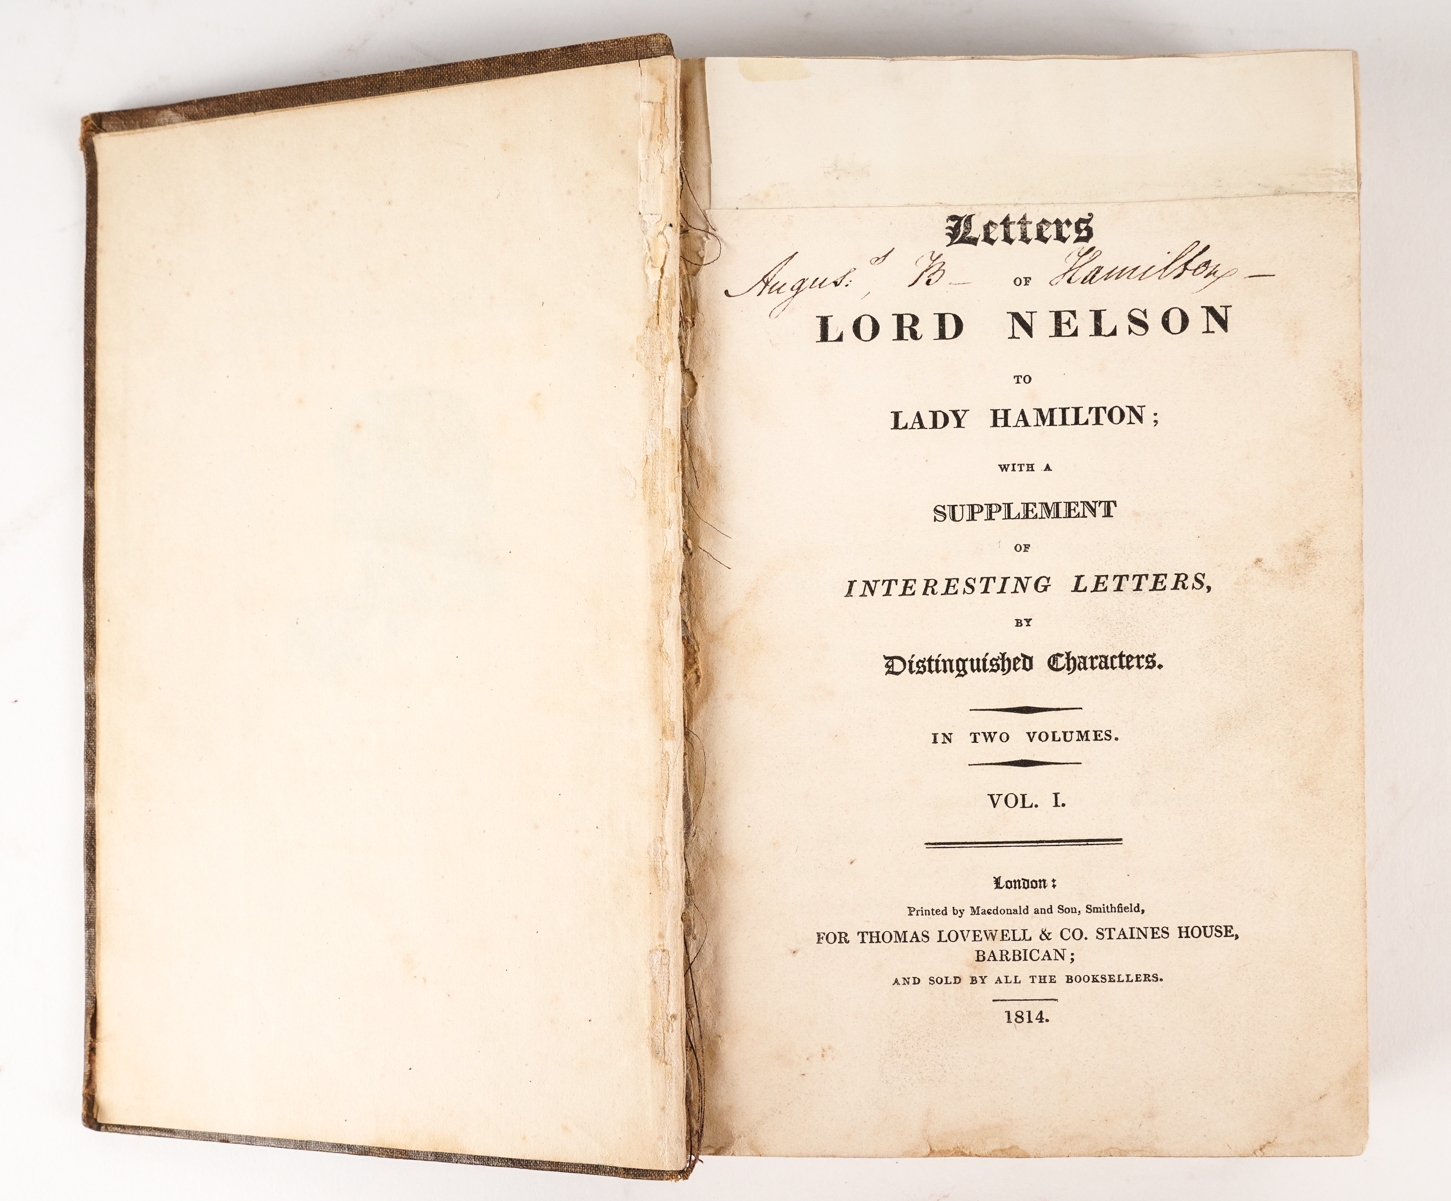 Letters
Augus:ˢ, B— OF Hamilton—
LORD NELSON
TO
LADY HAMILTON;
WITH A
SUPPLEMENT
OF
INTERESTING LETTERS,
BY
Distinguished Characters.
IN TWO VOLUMES.
VOL. I.
London:
Printed by Macdonald and Son, Smithfield,
FOR THOMAS LOVEWELL & CO. STAINES HOUSE,
BARBICAN;
AND SOLD BY ALL THE BOOKSELLERS.
1814.